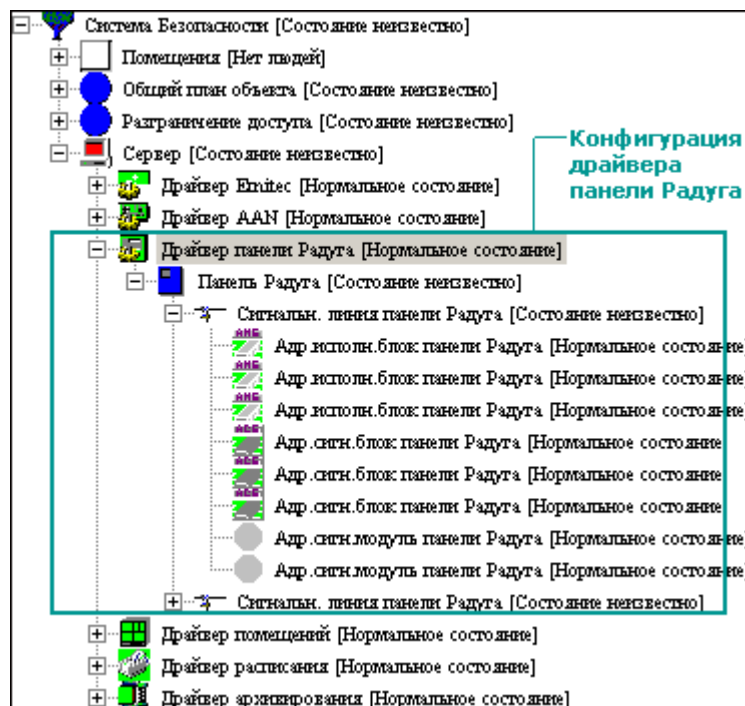 Система Безопасности [Состояние неизвестно]
Помещения [Нет людей]
Общий план объекта [Состояние неизвестно]
Разграничение доступа [Состояние неизвестно]
Конфигурация
драйвера
панели Радуга
Сервер [Состояние неизвестно]
Драйвер Emitec [Нормальное состояние]
Драйвер AAN [Нормальное состояние]
Драйвер панели Радуга [Нормальное состояние]
Панель Радуга [Состояние неизвестно]
Сигнальн. линия панели Радуга [Состояние неизвестно]
Адр.исполн.блок панели Радуга [Нормальное состояние]
Адр.исполн.блок панели Радуга [Нормальное состояние]
Адр.исполн.блок панели Радуга [Нормальное состояние]
Адр.сигн.блок панели Радуга [Нормальное состояние
Адр.сигн.блок панели Радуга [Нормальное состояние
Адр.сигн.блок панели Радуга [Нормальное состояние
Адр.сигн.модуль панели Радуга [Нормальное состояние]
Адр.сигн.модуль панели Радуга [Нормальное состояние]
Сигнальн. линия панели Радуга [Состояние неизвестно]
Драйвер помещений [Нормальное состояние]
Драйвер расписания [Нормальное состояние]
Драйвер архивирования [Нормальное состояние]